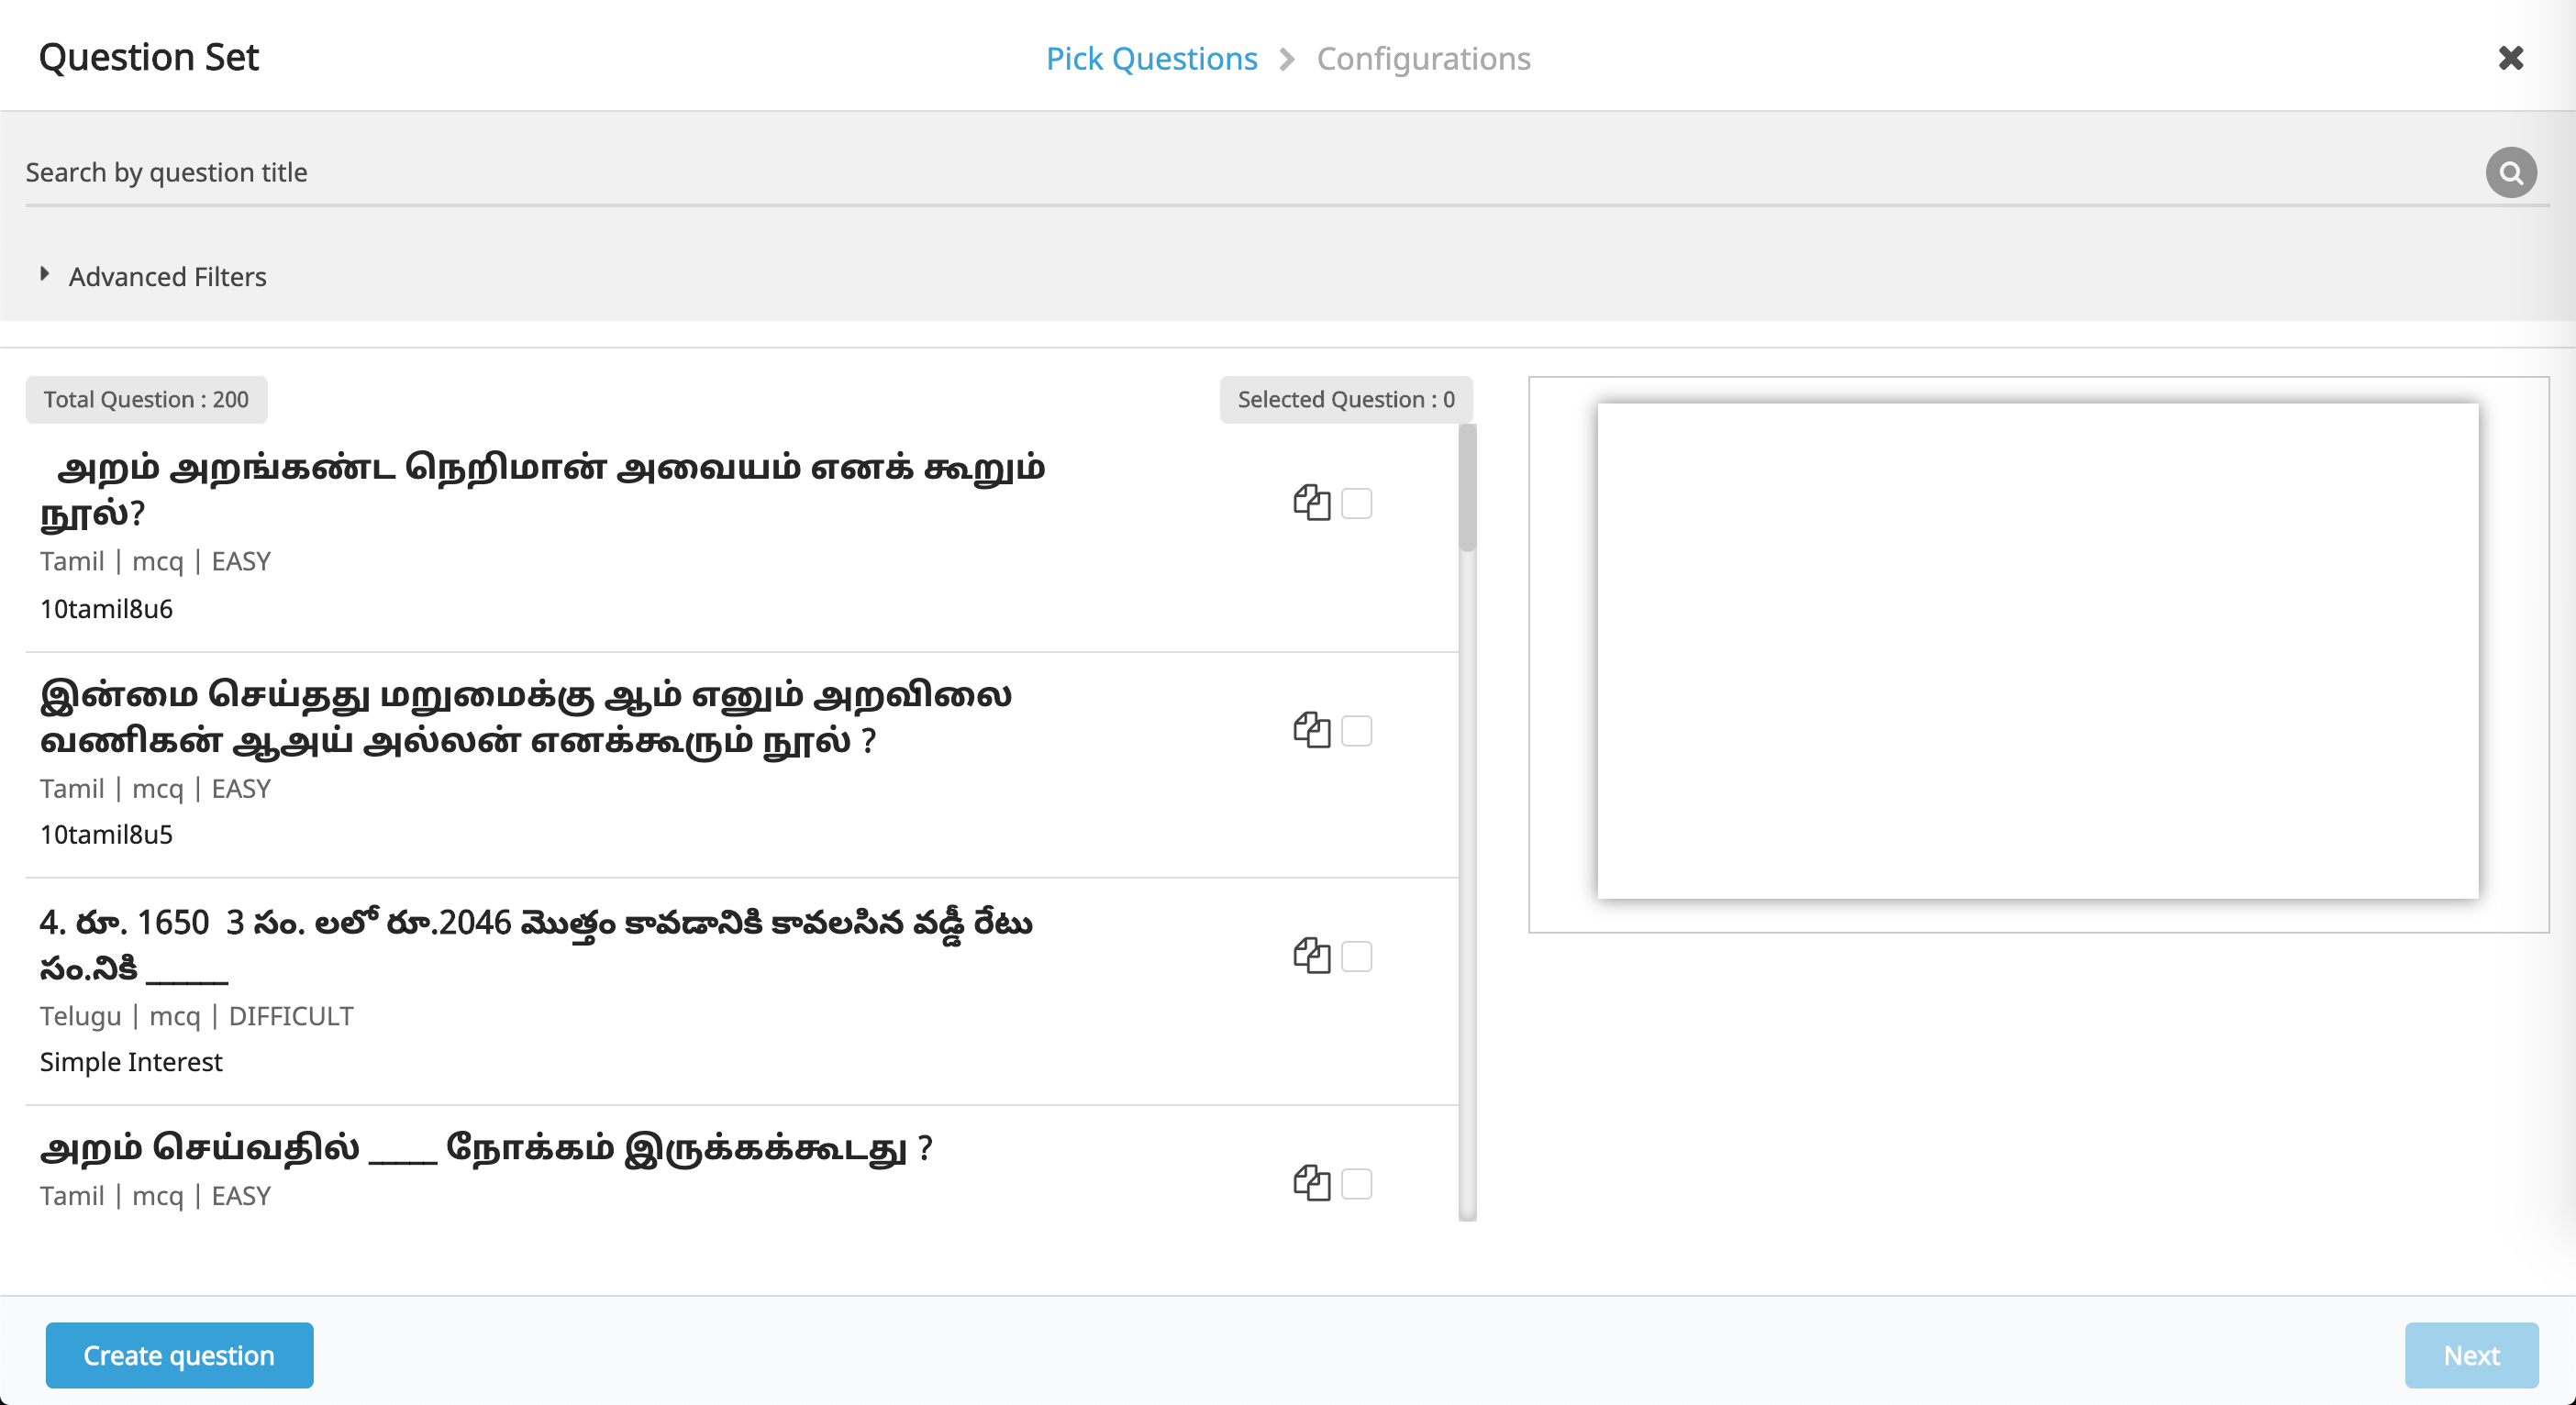 Question Set
Pick Questions
Configurations
Search by question title
Advanced Filters
Total Question : 200
Selected Question : 0
அறம் அறங்கண்ட நெறிமான் அவையம் எனக் கூறும்
நூல்?
Tamil | mcq | EASY
10tamil8u6
இன்மை செய்தது மறுமைக்கு ஆம் எனும் அறவிலை
வணிகன் ஆஅய் அல்லன் எனக்கூரும் நூல் ?
Tamil | mcq | EASY
10tamil8u5
4. రూ. 1650  3 సం. లలో రూ.2046 మొత్తం కావడానికి కావలసిన వడ్డీ రేటు
సం.నికి ______
Telugu | mcq | DIFFICULT
Simple Interest
அறம் செய்வதில் _____ நோக்கம் இருக்கக்கூடது ?
Tamil | mcq | EASY
Create question
Next